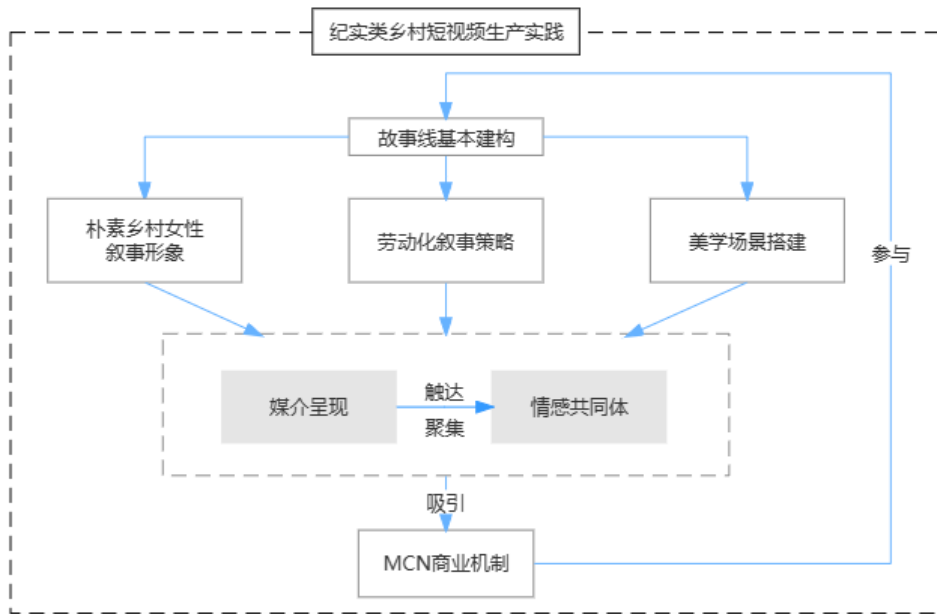 纪实类乡村短视频生产实践
故事线基本建构
朴素乡村女性
叙事形象
劳动化叙事策略
美学场景搭建
参与
媒介呈现
触达
聚集
情感共同体
吸引
MCN商业机制